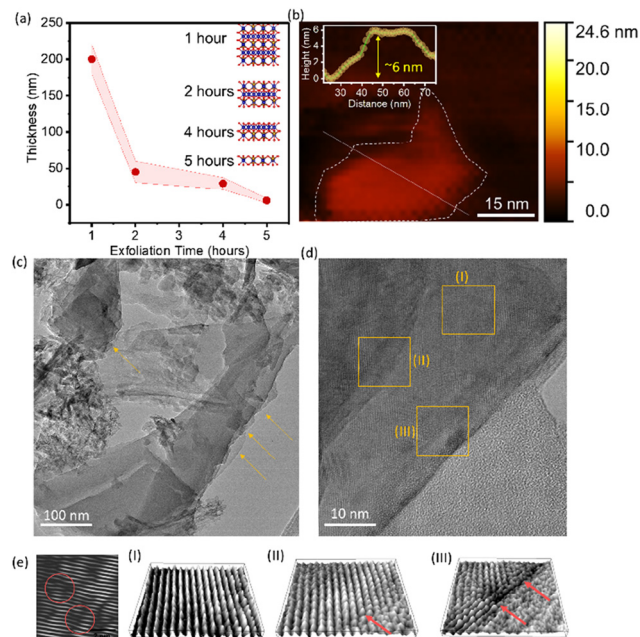 (a)
250
200
150
100
50
0
Thickness (nm)
1 hour
2 hours
4 hours
5 hours
1 2 3 4 5
Exfoliation Time (hours)
(b)
Height (nm)
6
4
2
0
~6 nm
30 40 50 60 70
Distance (nm)
15 nm
24.6 nm
20.0
15.0
10.0
5.0
0.0
(c)
100 nm
(d)
(I)
(II)
(III)
10 nm
(e)
(I)
(II)
(III)